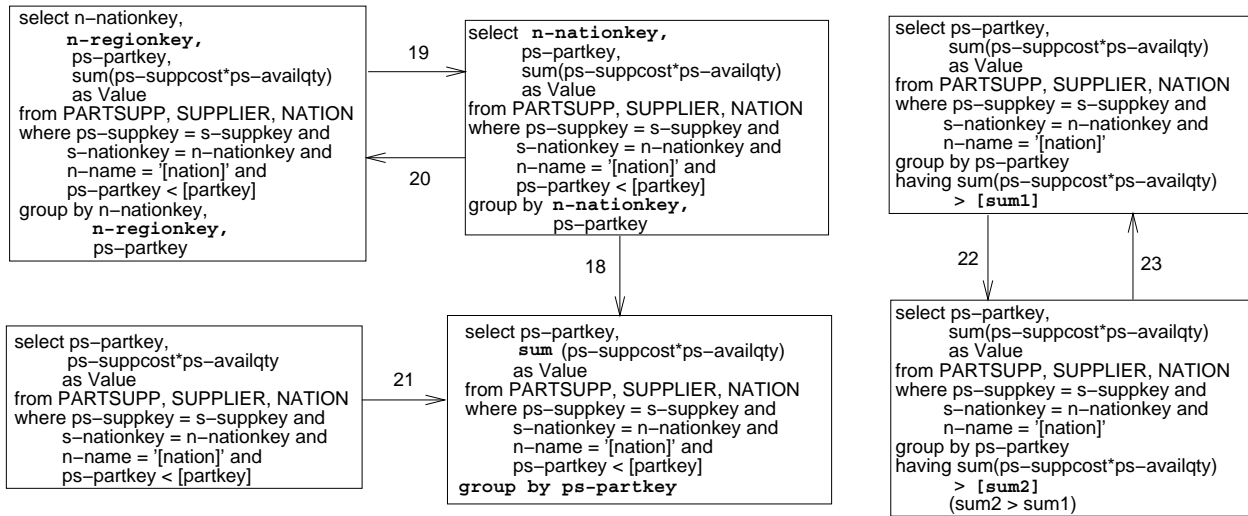 select n−nationkey,
n-regionkey,
ps−partkey,
sum(ps−suppcost*ps−availqty)
as Value
from PARTSUPP, SUPPLIER, NATION
where ps−suppkey = s−suppkey and
s−nationkey = n−nationkey and
n−name = '[nation]' and
ps−partkey < [partkey]
group by n−nationkey,
n-regionkey,
ps−partkey
19
20
select n-nationkey,
ps−partkey,
sum(ps−suppcost*ps−availqty)
as Value
from PARTSUPP, SUPPLIER, NATION
where ps−suppkey = s−suppkey and
s−nationkey = n−nationkey and
n−name = '[nation]' and
ps−partkey < [partkey]
group by n-nationkey,
ps−partkey
18
select ps−partkey,
ps−suppcost*ps−availqty
as Value
from PARTSUPP, SUPPLIER, NATION
where ps−suppkey = s−suppkey and
s−nationkey = n−nationkey and
n−name = '[nation]' and
ps−partkey < [partkey]
21
select ps−partkey,
sum (ps−suppcost*ps−availqty)
as Value
from PARTSUPP, SUPPLIER, NATION
where ps−suppkey = s−suppkey and
s−nationkey = n−nationkey and
n−name = '[nation]' and
ps−partkey < [partkey]
group by ps-partkey
select ps−partkey,
sum(ps−suppcost*ps−availqty)
as Value
from PARTSUPP, SUPPLIER, NATION
where ps−suppkey = s−suppkey and
s−nationkey = n−nationkey and
n−name = '[nation]'
group by ps−partkey
having sum(ps−suppcost*ps−availqty)
> [sum1]
22
23
select ps−partkey,
sum(ps−suppcost*ps−availqty)
as Value
from PARTSUPP, SUPPLIER, NATION
where ps−suppkey = s−suppkey and
s−nationkey = n−nationkey and
n−name = '[nation]'
group by ps−partkey
having sum(ps−suppcost*ps−availqty)
> [sum2]
(sum2 > sum1)